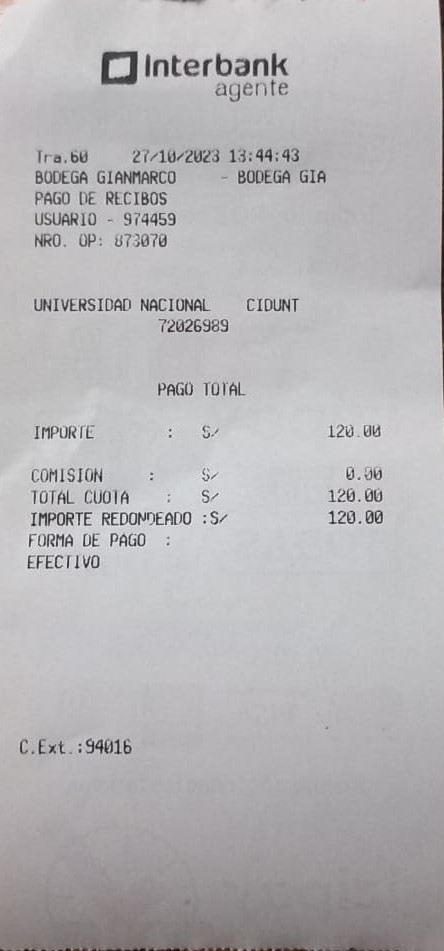 Interbank
agente
Tra.60 27/10/2023 13:44:43
BODEGA GIANMARCO - BODEGA GIA
PAGO DE RECIBOS
USUARIO - 974459
NRO. OP: 873070
UNIVERSIDAD NACIONAL CIDUNT
72026989
PAGO TOTAL
IMPORTE : S/ 120.00
COMISION : S/ 0.00
TOTAL CUOTA : S/ 120.00
IMPORTE REDONDEADO :S/ 120.00
FORMA DE PAGO :
EFECTIVO
C.Ext.:94016